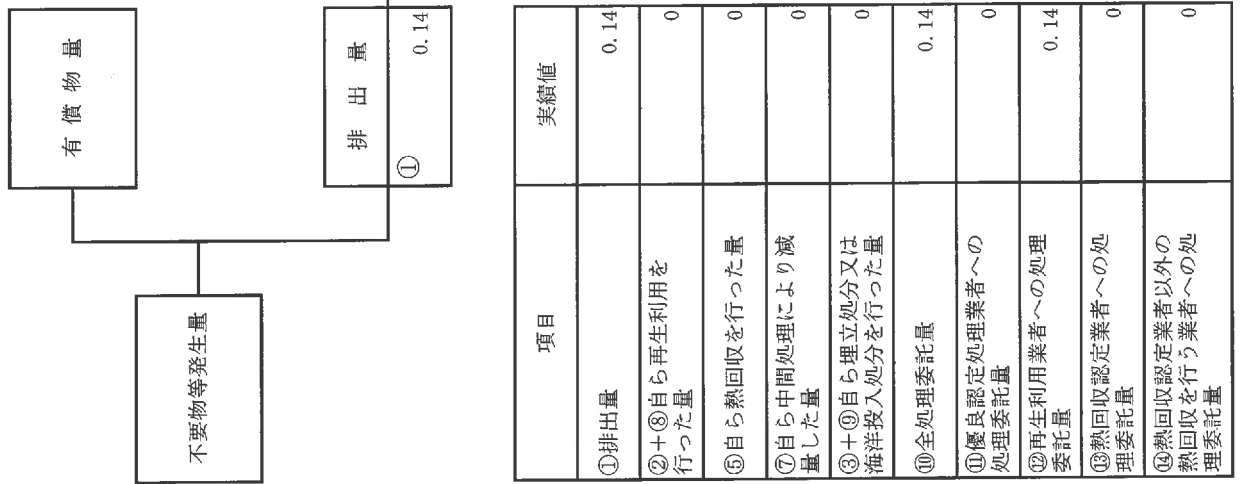 有償物量
不要物等発生量
排出量
① 0.14
項目 実績値
①排出量 0.14
②+⑧自ら再生利用を
行った量 0
⑤自ら熱回収を行った量 0
⑦自ら中間処理により減
量した量 0
③+⑨自ら埋立処分又は
海洋投入処分を行った量 0
⑩全処理委託量 0.14
⑪優良認定処理業者への
処理委託量 0
⑫再生利用業者への処理
委託量 0.14
⑬熱回収認定業者への処
理委託量 0
⑭熱回収認定業者以外の
熱回収を行う業者への処
理委託量 0